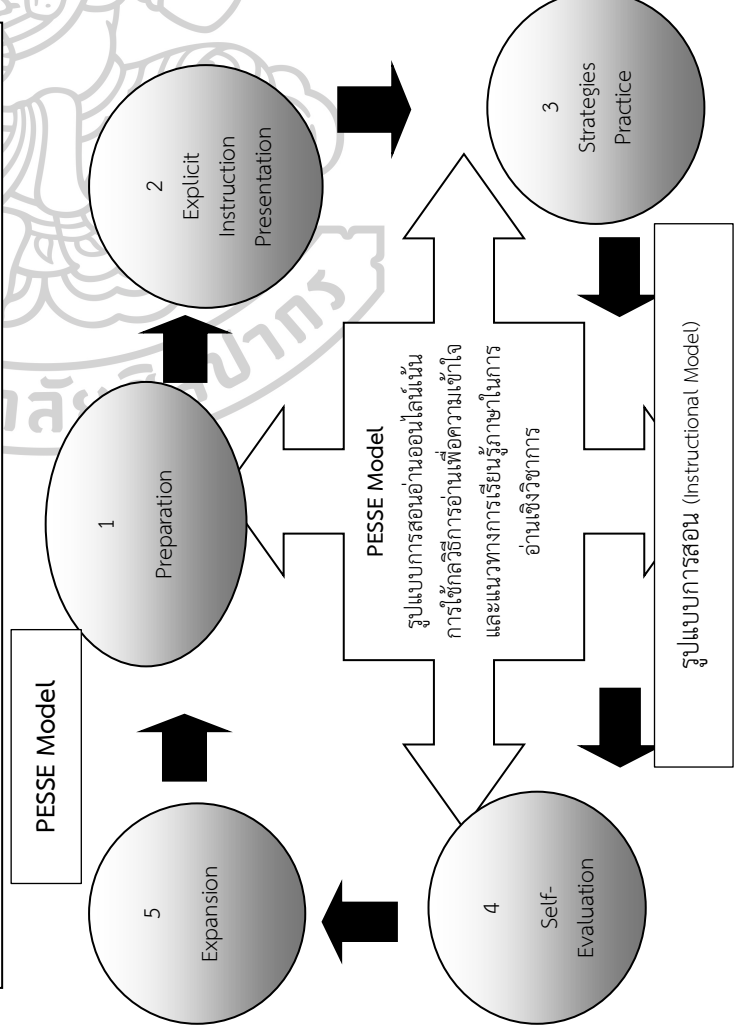 PESSE Model
1
Preparation
2
Explicit
Instruction
Presentation
3
Strategies
Practice
4
Self-
Evaluation
5
Expansion
PESSE Model
รูปแบบการสอนอ่านออนไลน์เน้น
การใช้กลวิธีการอ่านเพื่อความเข้าใจ
และแนวทางการเรียนรู้ภาษาในการ
อ่านเชิงวิชาการ
รูปแบบการสอน (Instructional Model)